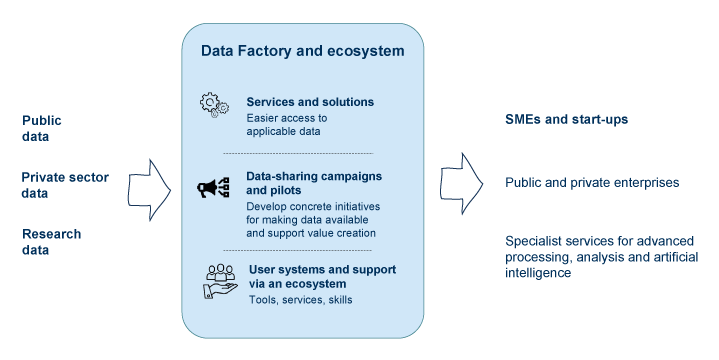 Data Factory and ecosystem
Public
data
Private sector
data
Research
data
Services and solutions
Easier access to
applicable data
Data-sharing campaigns
and pilots
Develop concrete initiatives
for making data available
and support value creation
User systems and support
via an ecosystem
Tools, services, skills
SMEs and start-ups
Public and private enterprises
Specialist services for advanced
processing, analysis and artificial
intelligence